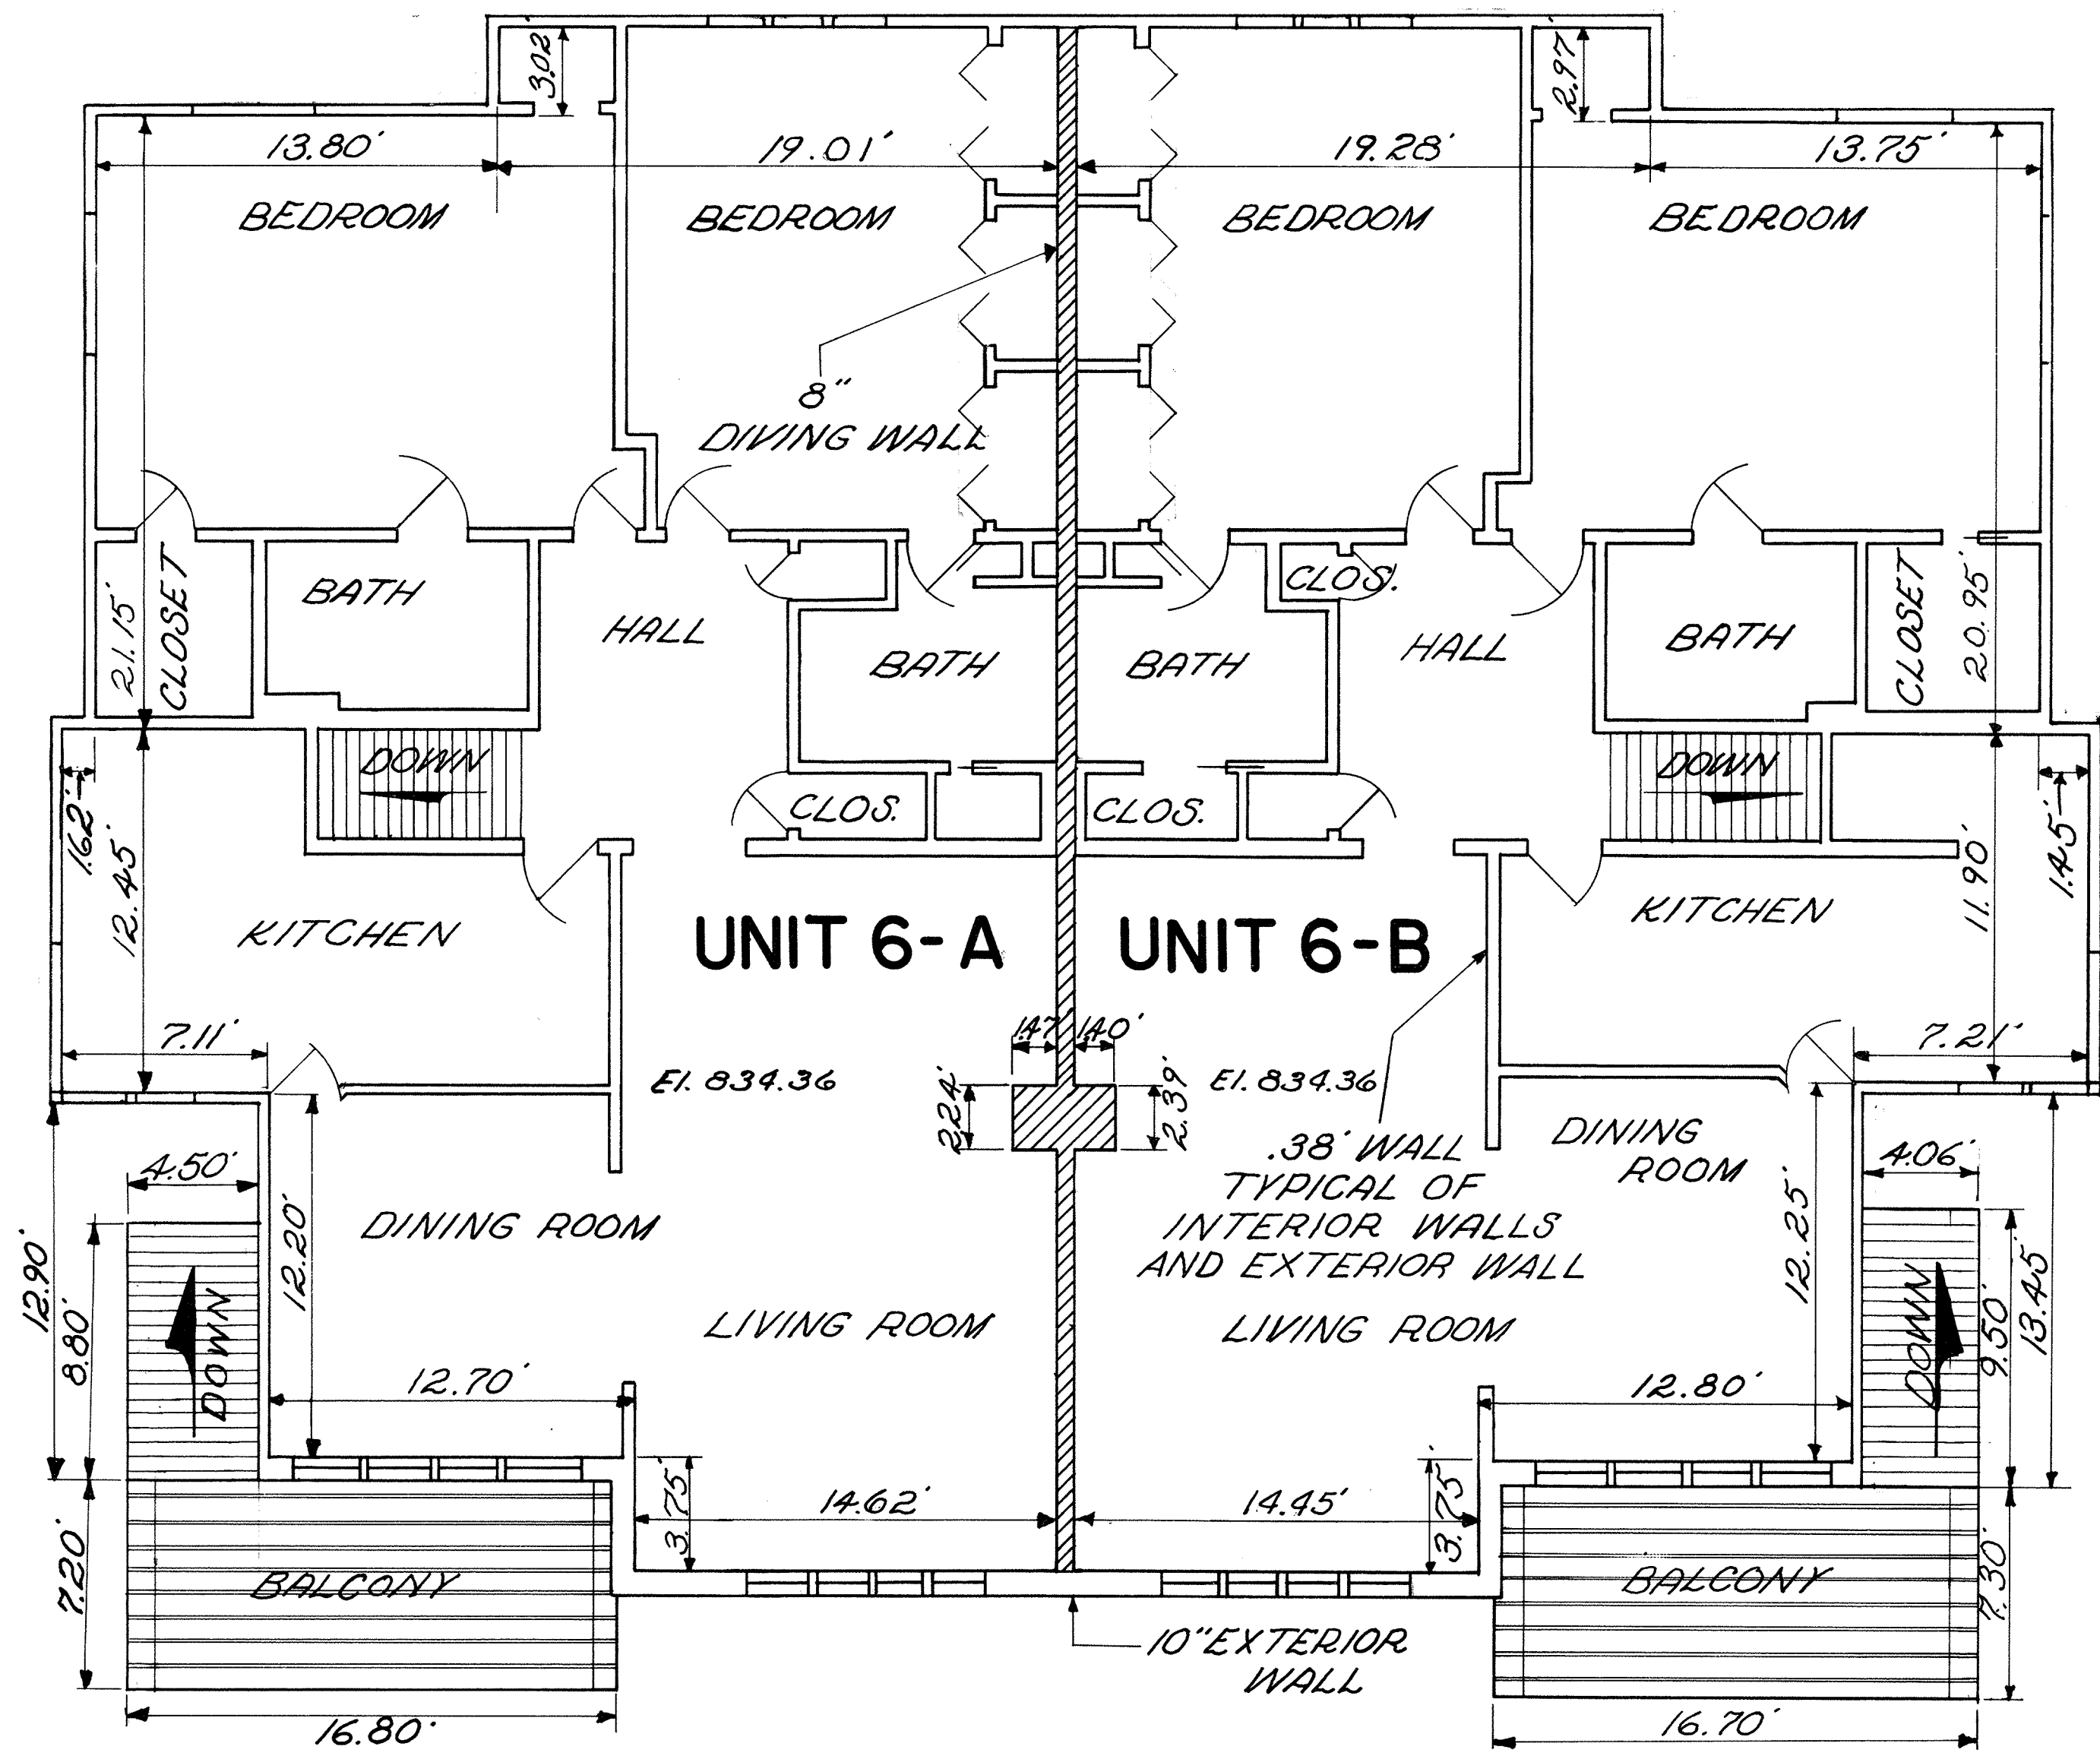 3.02'
2.97'
13.80'
19.01'
19.28'
13.75'
BEDROOM
BEDROOM
BEDROOM
BEDROOM
8"
DIVING WALL
21.15'
CLOSET
BATH
HALL
BATH
BATH
CLOS.
HALL
BATH
CLOSET
20.95'
DOWN
CLOS.
CLOS.
DOWN
1.62'
12.45'
11.90'
1.45'
KITCHEN
UNIT 6-A
UNIT 6-B
KITCHEN
7.11'
1.47'
1.40'
7.21'
El. 834.36
2.24'
2.39'
El. 834.36
.38' WALL
TYPICAL OF
INTERIOR WALLS
AND EXTERIOR WALL
DINING
ROOM
4.50'
4.06'
12.90'
8.80'
DOWN
12.20'
DINING ROOM
LIVING ROOM
LIVING ROOM
12.25'
DOWN
9.50'
13.45'
12.70'
12.80'
3.75'
14.62'
14.45'
3.75'
7.20'
BALCONY
BALCONY
7.30'
10" EXTERIOR
WALL
16.80'
16.70'